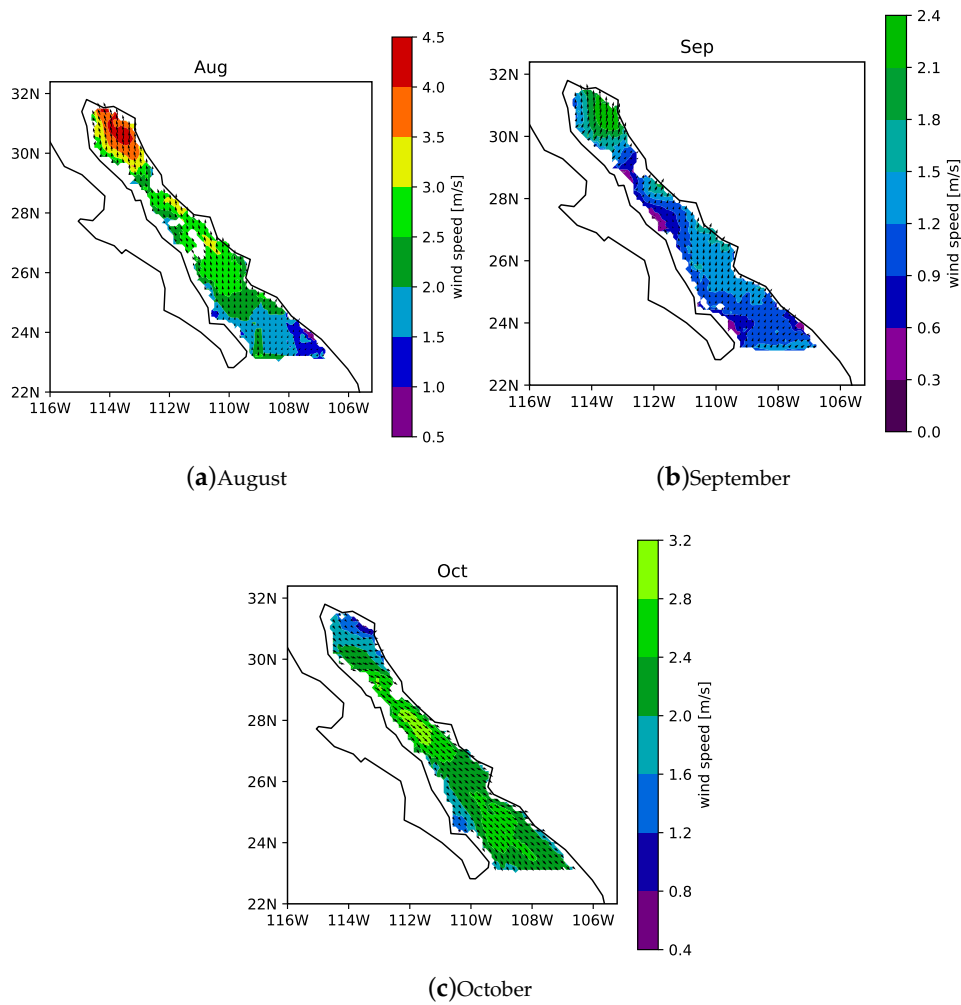 Aug
32N
30N
28N
26N
24N
22N
116W 114W 112W 110W 108W 106W
4.5
4.0
3.5
3.0
2.5
2.0
1.5
1.0
0.5
wind speed [m/s]
(a)August
Sep
32N
30N
28N
26N
24N
22N
116W 114W 112W 110W 108W 106W
2.4
2.1
1.8
1.5
1.2
0.9
0.6
0.3
0.0
wind speed [m/s]
(b)September
Oct
32N
30N
28N
26N
24N
22N
116W 114W 112W 110W 108W 106W
3.2
2.8
2.4
2.0
1.6
1.2
0.8
0.4
wind speed [m/s]
(c)October